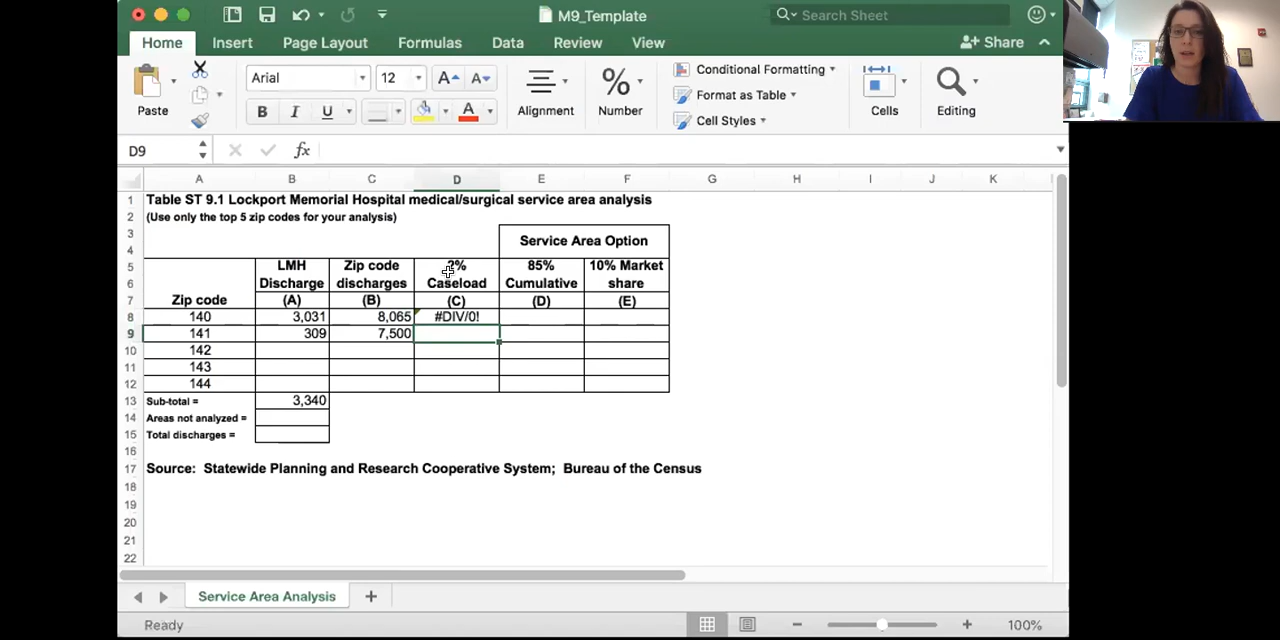 M9_Template
Search Sheet
Home Insert Page Layout Formulas Data Review View Share
Paste
Arial 12 A A
B I U A
Alignment
% Number
Conditional Formatting
Format as Table
Cell Styles
Cells
Editing
D9 fx
A B C D E F G H I J K
1 Table ST 9.1 Lockport Memorial Hospital medical/surgical service area analysis
2 (Use only the top 5 zip codes for your analysis)
3
4 Service Area Option
5 LMH Zip code 2% 85% 10% Market
6 Discharge discharges Caseload Cumulative share
7 Zip code (A) (B) (C) (D) (E)
8 140 3,031 8,065 #DIV/0!
9 141 309 7,500
10 142
11 143
12 144
13 Sub-total = 3,340
14 Areas not analyzed =
15 Total discharges =
16
17 Source: Statewide Planning and Research Cooperative System; Bureau of the Census
18
19
20
21
22
Service Area Analysis +
Ready − + 100%